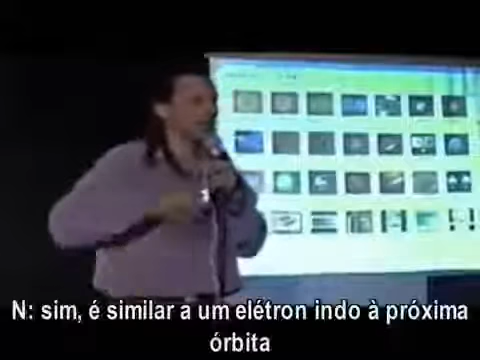 N: sim, é similar a um elétron indo à próxima
órbita